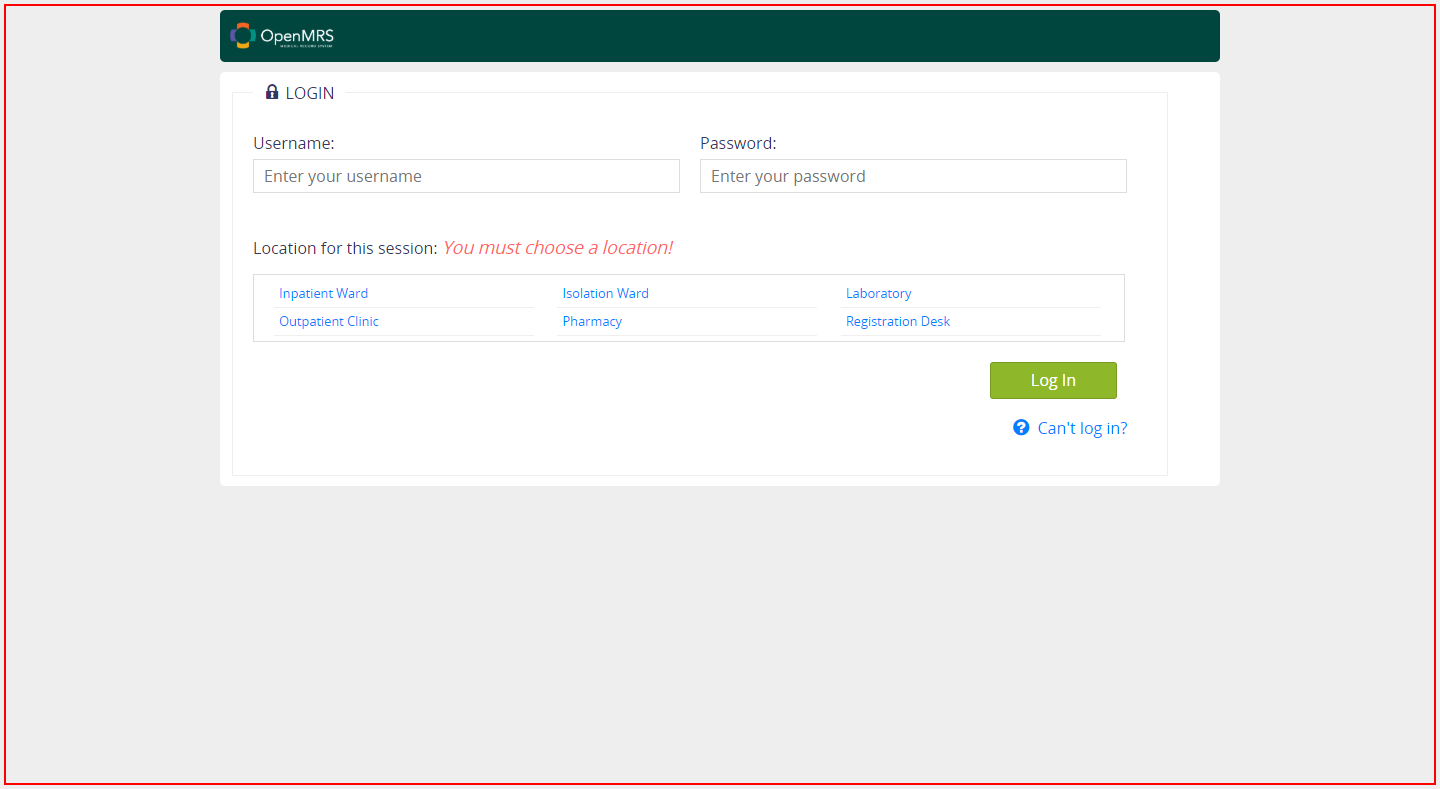 OpenMRS
MEDICAL RECORD SYSTEM
LOGIN
Username: Password:
Enter your username Enter your password
Location for this session: You must choose a location!
Inpatient Ward Isolation Ward Laboratory
Outpatient Clinic Pharmacy Registration Desk
Log In
Can't log in?